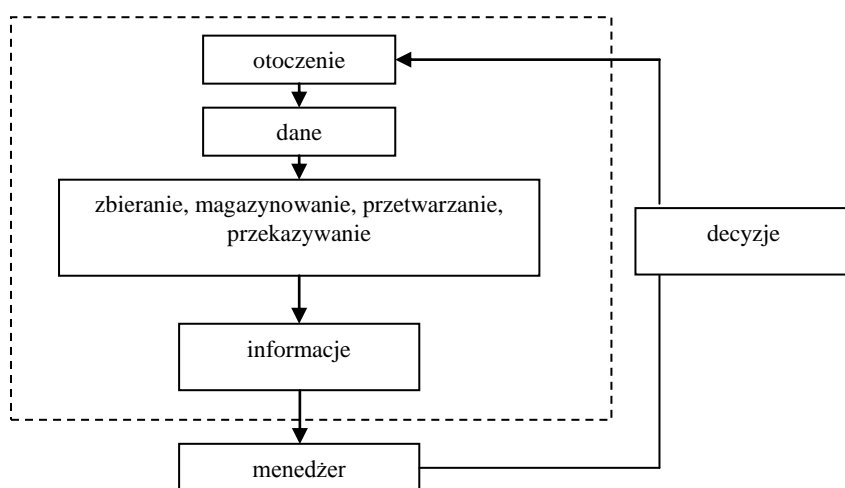 otoczenie
dane
zbieranie, magazynowanie, przetwarzanie,
przekazywanie
decyzje
informacje
menedżer